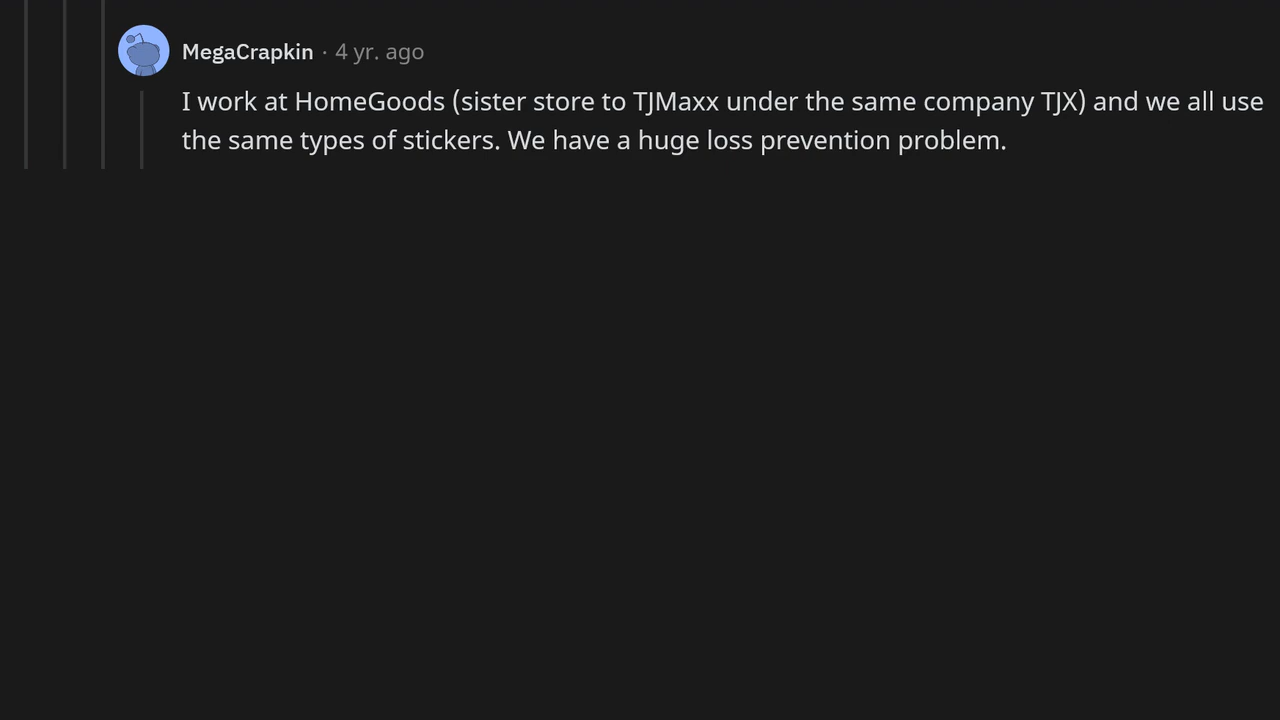 MegaCrapkin · 4 yr. ago
I work at HomeGoods (sister store to TJMaxx under the same company TJX) and we all use
the same types of stickers. We have a huge loss prevention problem.